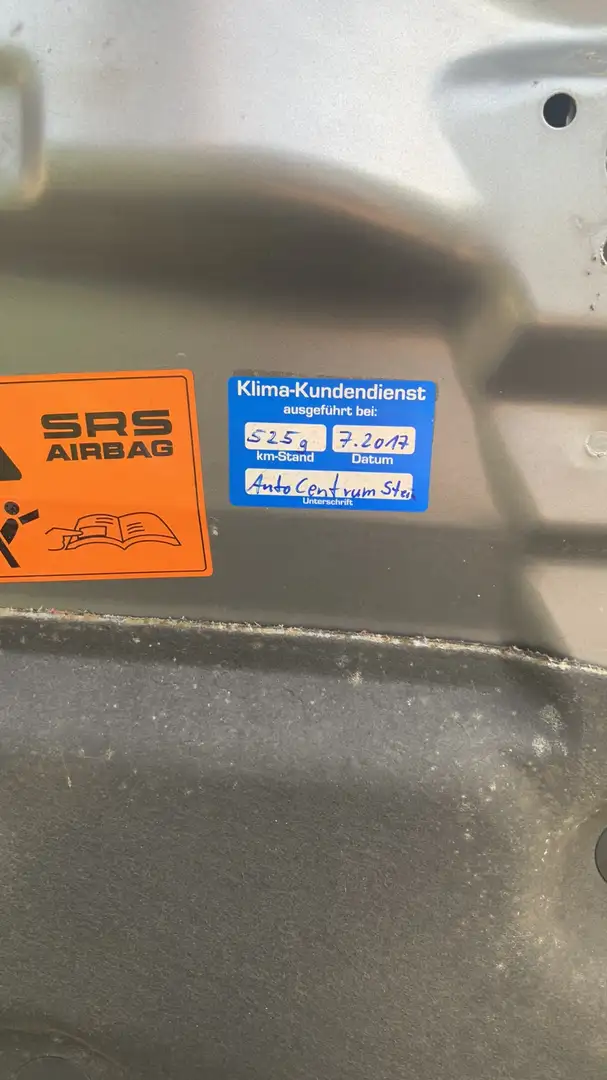 SRS
AIRBAG
Klima-Kundendienst
ausgeführt bei:
525g
7.2017
km-Stand
Datum
Auto Centrum
Unterschrift